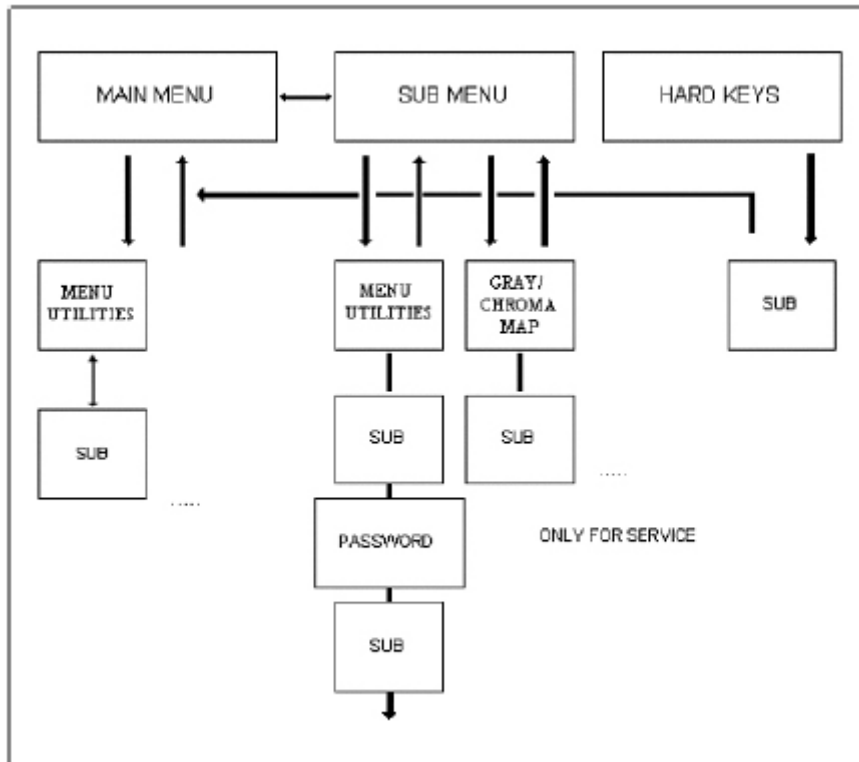 MAIN MENU
SUB MENU
HARD KEYS
MENU
UTILITIES
MENU
UTILITIES
GRAY/
CHROMA
MAP
SUB
SUB
SUB
SUB
.....
.....
PASSWORD
ONLY FOR SERVICE
SUB